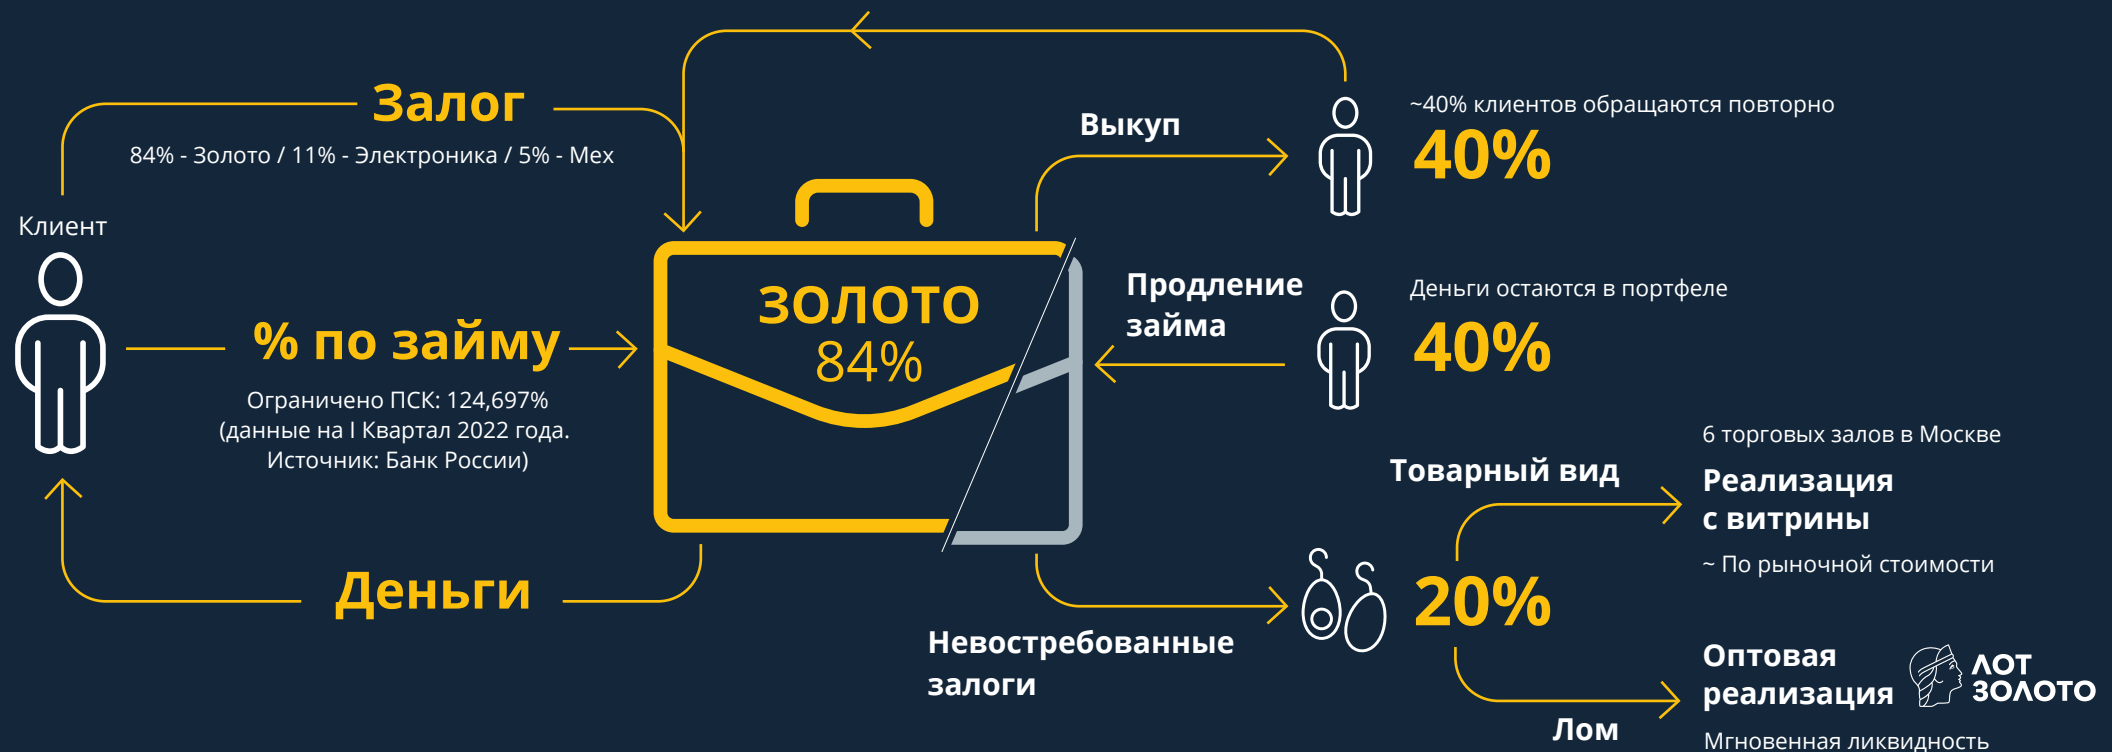 Залог
84% - Золото / 11% - Электроника / 5% - Мех
Клиент
% по займу
Ограничено ПСК: 124,697%
(данные на I Квартал 2022 года.
Источник: Банк России)
Деньги
ЗОЛОТО
84%
Выкуп
~40% клиентов обращаются повторно
40%
Продление
займа
Деньги остаются в портфеле
40%
Невостребованные
залоги
20%
Товарный вид
6 торговых залов в Москве
Реализация
с витрины
~ По рыночной стоимости
Лом
Оптовая
реализация
ЛОТ
ЗОЛОТО
Мгновенная ликвидность